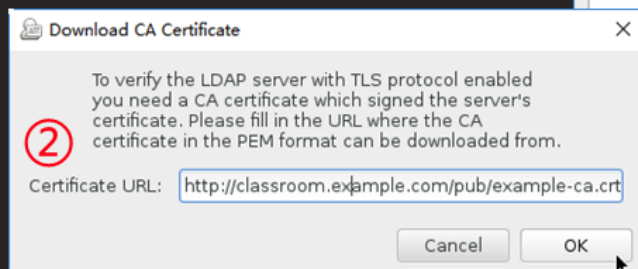 Download CA Certificate
To verify the LDAP server with TLS protocol enabled
you need a CA certificate which signed the server's
certificate. Please fill in the URL where the CA
certificate in the PEM format can be downloaded from.
②
Certificate URL: http://classroom.example.com/pub/example-ca.crt
Cancel OK